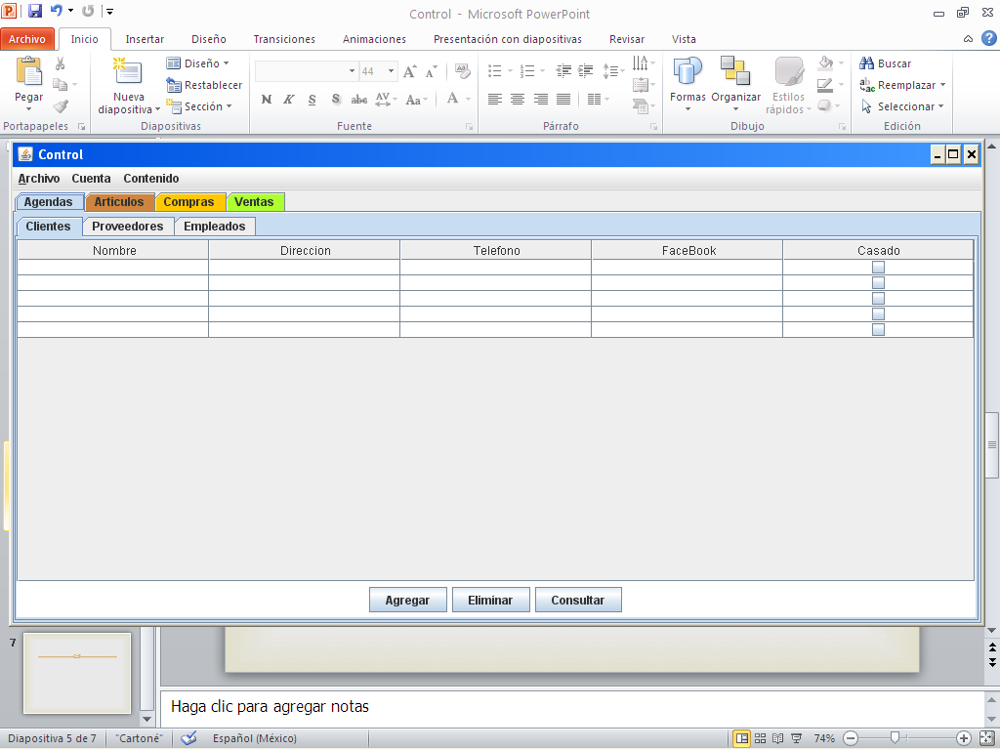 Control - Microsoft PowerPoint
Archivo Inicio Insertar Diseño Transiciones Animaciones Presentación con diapositivas Revisar Vista
Pegar
Nueva diapositiva
Diseño
Restablecer
Sección
44
N K S S abc AV Aa A
Formas Organizar Estilos rápidos
Buscar
Reemplazar
Seleccionar
Portapapeles Diapositivas Fuente Párrafo Dibujo Edición
Control
Archivo Cuenta Contenido
Agendas Articulos Compras Ventas
Clientes Proveedores Empleados
Nombre Direccion Telefono FaceBook Casado
Agregar Eliminar Consultar
7
Haga clic para agregar notas
Diapositiva 5 de 7 "Cartoné" Español (México) 74%